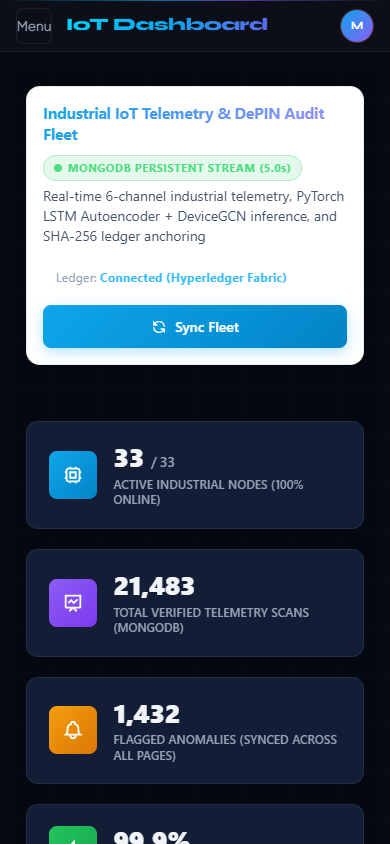 Menu
IoT Dashboard
M
Industrial IoT Telemetry & DePIN Audit
Fleet
MONGODB PERSISTENT STREAM (5.0s)
Real-time 6-channel industrial telemetry, PyTorch
LSTM Autoencoder + DeviceGCN inference, and
SHA-256 ledger anchoring
Ledger: Connected (Hyperledger Fabric)
Sync Fleet
33 / 33
ACTIVE INDUSTRIAL NODES (100%
ONLINE)
21,483
TOTAL VERIFIED TELEMETRY SCANS
(MONGODB)
1,432
FLAGGED ANOMALIES (SYNCED ACROSS
ALL PAGES)
99.9%